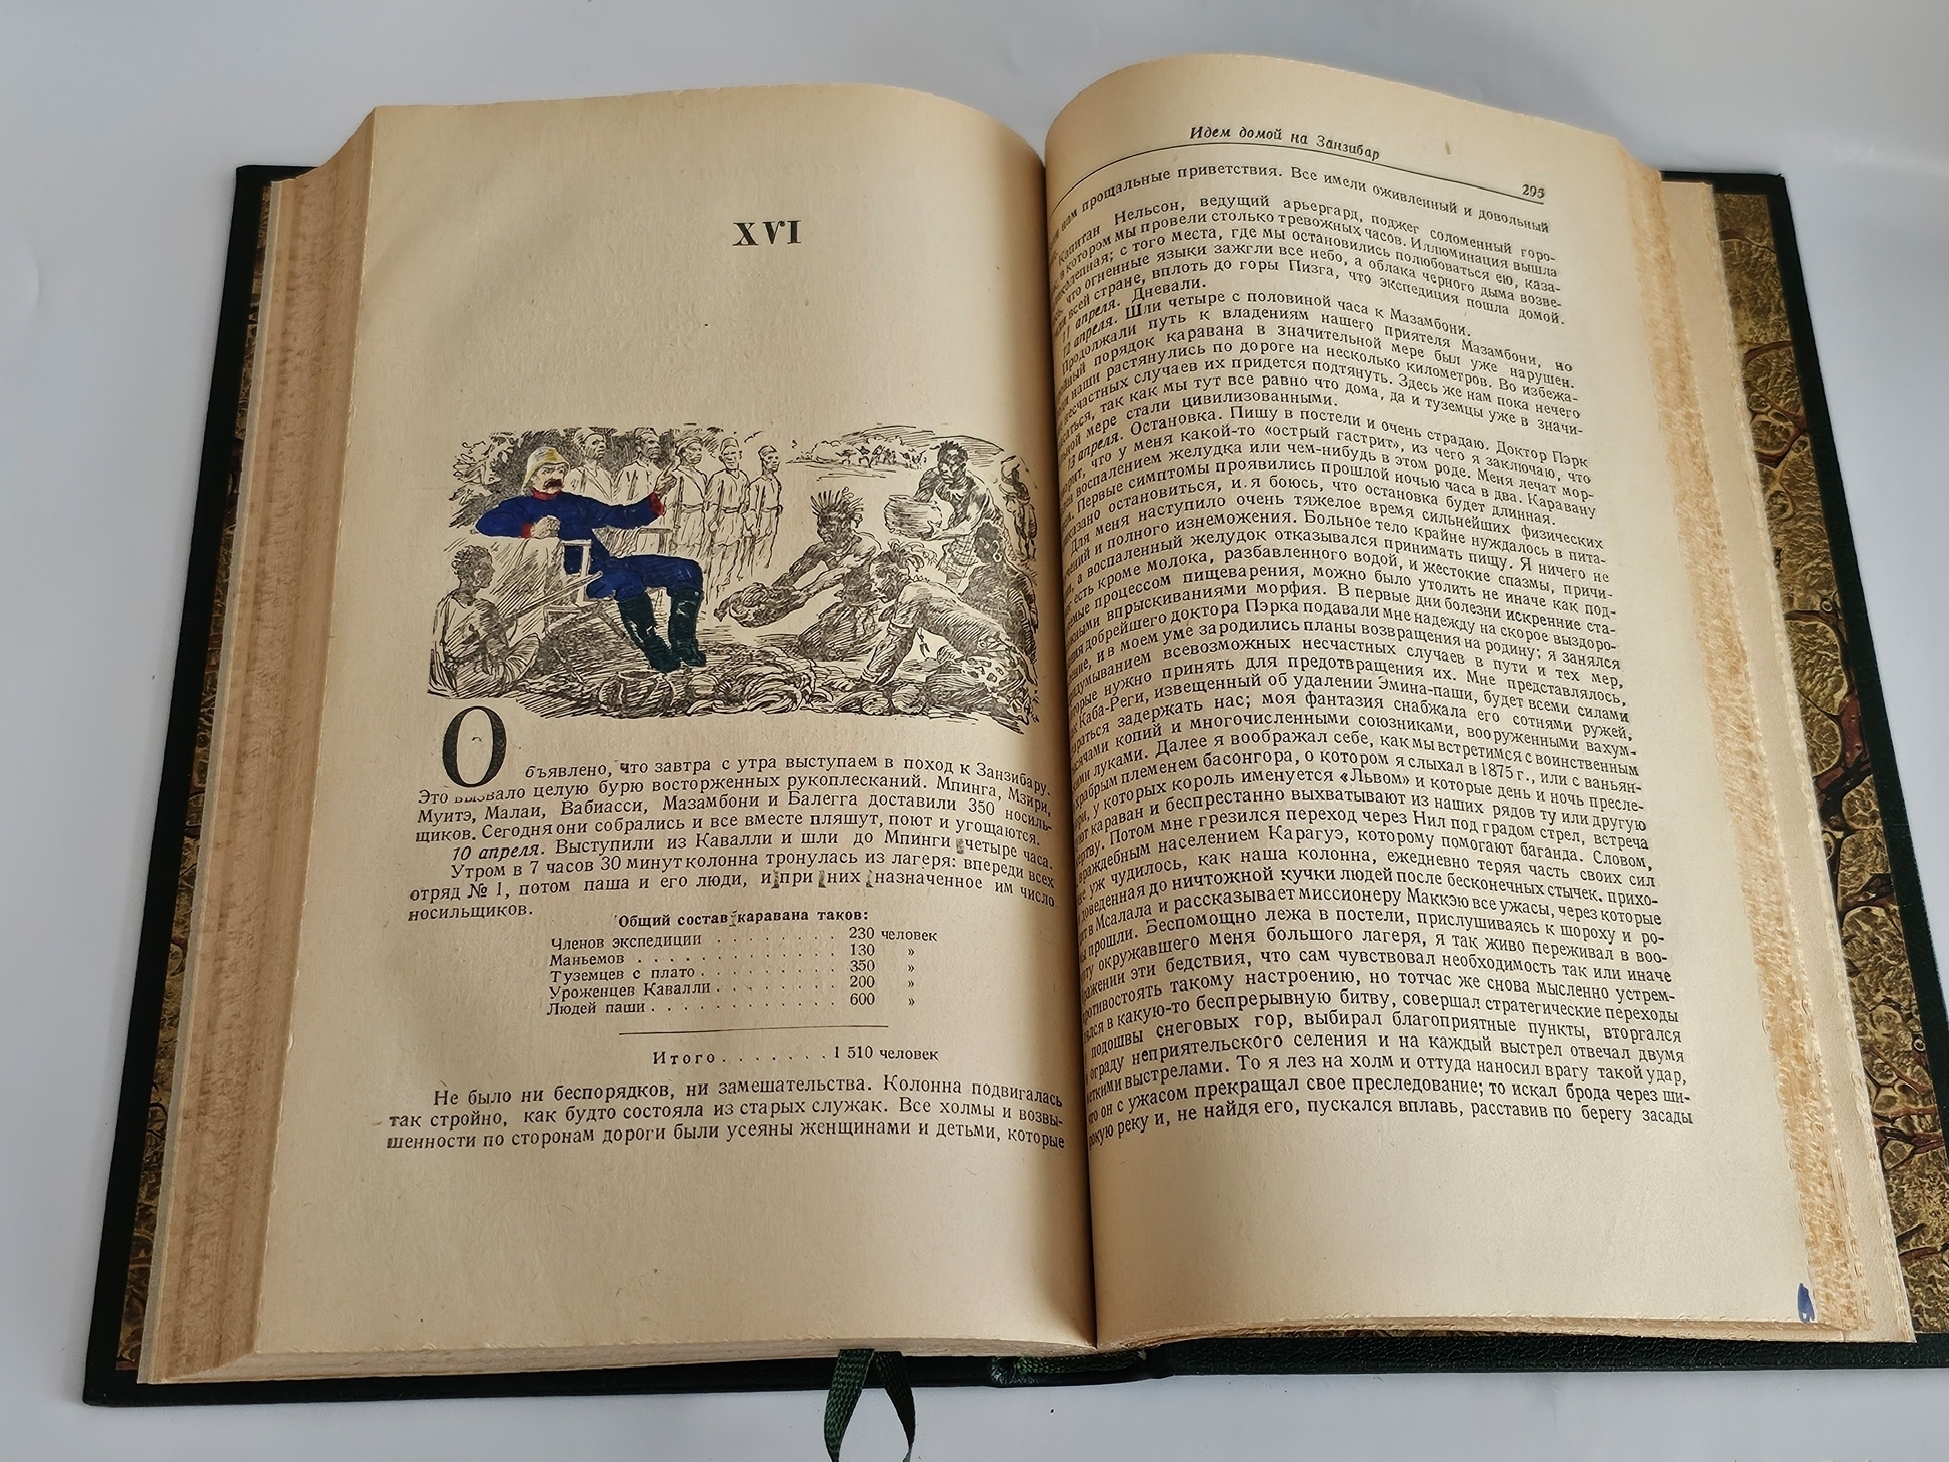 XVI
Объявлено, что завтра с утра выступаем в поход к Занзибару.
Это вызвало целую бурю восторженных рукоплесканий. Мпинга, Мзири,
Муитэ, Малаи, Вабиасси, Мазамбони и Балегга доставили 350 носиль-
щиков. Сегодня они собрались и все вместе пляшут, поют и угощаются.
10 апреля. Выступили из Кавалли и шли до Мпинги четыре часа.
Утром в 7 часов 30 минут колонна тронулась из лагеря: впереди всех
отряд № 1, потом паша и его люди, и при них назначенное им число
носильщиков.
Общий состав каравана таков:
Членов экспедиции . . . . . . . . 230 человек
Маньемов . . . . . . . . . . . . 130 »
Туземцев с плато . . . . . . . . 350 »
Уроженцев Кавалли . . . . . . . . 200 »
Людей паши . . . . . . . . . . . 600 »
Итого . . . . . . . 1 510 человек
Не было ни беспорядков, ни замешательства. Колонна подвигалась
так стройно, как будто состояла из старых служак. Все холмы и возвы-
шенности по сторонам дороги были усеяны женщинами и детьми, которые
Идем домой на Занзибар
295
нам прощальные приветствия. Все имели оживленный и довольный
Капитан Нельсон, ведущий арьергард, поджег соломенный горо-
в котором мы провели столько тревожных часов. Иллюминация вышла
с того места, где мы остановились полюбоваться ею, каза-
что огненные языки зажгли все небо, а облака черного дыма возве-
всей стране, вплоть до горы Пизга, что экспедиция пошла домой.
11 апреля. Дневали.
12 апреля. Шли четыре с половиной часа к Мазамбони.
Продолжали путь к владениям нашего приятеля Мазамбони, но
порядок каравана в значительной мере был уже нарушен.
наши растянулись по дороге на несколько километров. Во избежа-
несчастных случаев их придется подтянуть. Здесь же нам пока нечего
так как мы тут все равно что дома, да и туземцы уже в значи-
мере стали цивилизованными.
13 апреля. Остановка. Пишу в постели и очень страдаю. Доктор Пэрк
что у меня какой-то «острый гастрит», из чего я заключаю, что
воспалением желудка или чем-нибудь в этом роде. Меня лечат мор-
Первые симптомы проявились прошлой ночью часа в два. Каравану
приказано остановиться, и я боюсь, что остановка будет длинная.
Для меня наступило очень тяжелое время сильнейших физических
и полного изнеможения. Больное тело крайне нуждалось в пита-
а воспаленный желудок отказывался принимать пищу. Я ничего не
есть, кроме молока, разбавленного водой, и жестокие спазмы, причи-
процессом пищеварения, можно было утолить не иначе как под-
впрыскиваниями морфия. В первые дни болезни искренние ста-
добрейшего доктора Пэрка подавали мне надежду на скорое выздоро-
и в моем уме зародились планы возвращения на родину; я занялся
всевозможных несчастных случаев в пути и тех мер,
которые нужно принять для предотвращения их. Мне представлялось,
Каба-Реги, извещенный об удалении Эмина-паши, будет всеми силами
стараться задержать нас; моя фантазия снабжала его сотнями ружей,
тысячами копий и многочисленными союзниками, вооруженными вахум-
луками. Далее я воображал себе, как мы встретимся с воинственным
храбрым племенем басонгора, о котором я слыхал в 1875 г., или с ваньян-
у которых король именуется «Львом» и которые день и ночь пресле-
караван и беспрестанно выхватывают из наших рядов ту или другую
Потом мне грезился переход через Нил под градом стрел, встреча
враждебным населением Карагуэ, которому помогают баганда. Словом,
уж чудилось, как наша колонна, ежедневно теряя часть своих сил
доведенная до ничтожной кучки людей после бесконечных стычек, прихо-
в Мсалала и рассказывает миссионеру Маккэю все ужасы, через которые
прошли. Беспомощно лежа в постели, прислушиваясь к шороху и ро-
окружавшего меня большого лагеря, я так живо переживал в воо-
эти бедствия, что сам чувствовал необходимость так или иначе
противостоять такому настроению, но тотчас же снова мысленно устрем-
в какую-то беспрерывную битву, совершал стратегические переходы
подошвы снеговых гор, выбирал благоприятные пункты, вторгался
ограду неприятельского селения и на каждый выстрел отвечал двумя
меткими выстрелами. То я лез на холм и оттуда наносил врагу такой удар,
что он с ужасом прекращал свое преследование; то искал брода через ши-
рокую реку и, не найдя его, пускался вплавь, расставив по берегу засады